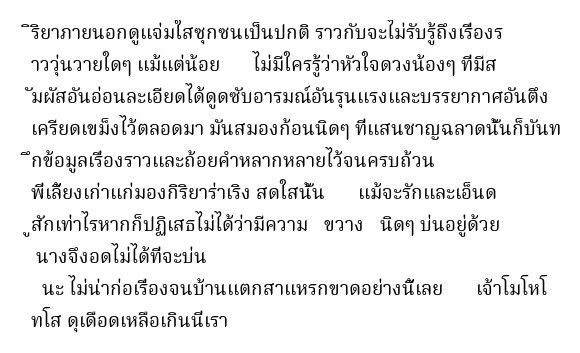 ิริยาภายนอกดูแจ่มใสซุกซนเป็นปกติ ราวกับจะไม่รับรู้ถึงเรื่องร
าววุ่นวายใดๆ แม้แต่น้อย ไม่มีใครรู้ว่าหัวใจดวงน้องๆ ที่มีส
ัมผัสอันอ่อนละเอียดได้ดูดซับอารมณ์อันรุนแรงและบรรยากาศอันตึง
เครียดเขม็งไว้ตลอดมา มันสมองก้อนนิดๆ ที่แสนชาญฉลาดนั้นก็บันท
ึกข้อมูลเรื่องราวและถ้อยคำหลากหลายไว้จนครบถ้วน
พี่เลี้ยงเก่าแก่มองกิริยาร่าเริง สดใสนั้น แม้จะรักและเอ็นด
ูสักเท่าไรหากก็ปฏิเสธไม่ได้ว่ามีความ ขวาง นิดๆ บ่นอยู่ด้วย
นางจึงอดไม่ได้ที่จะบ่น
นะ ไม่น่าก่อเรื่องจนบ้านแตกสาแหรกขาดอย่างนี้เลย เจ้าโมโหโ
ทโส ดุเดือดเหลือเกินนี่เรา